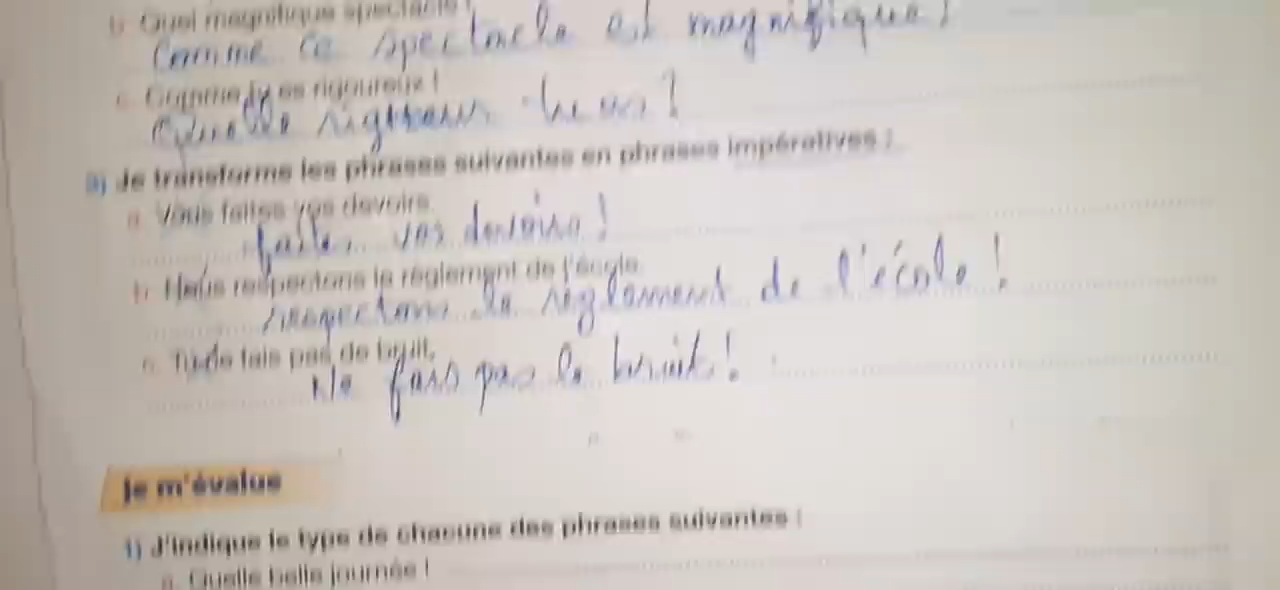 b. Quel magnifique spectacle !
Comme ce spectacle est magnifique !
c. Comme tu es rigoureux !
Quelle rigueur !
3) Je transforme les phrases suivantes en phrases impératives :
a. Vous faites vos devoirs.
faites vos devoirs !
b. Nous respectons le règlement de l'école.
respectons le règlement de l'école !
c. Tu ne fais pas de bruit.
Ne fais pas le bruit !
Je m'évalue
1) J'indique le type de chacune des phrases suivantes :
a. Quelle belle journée !